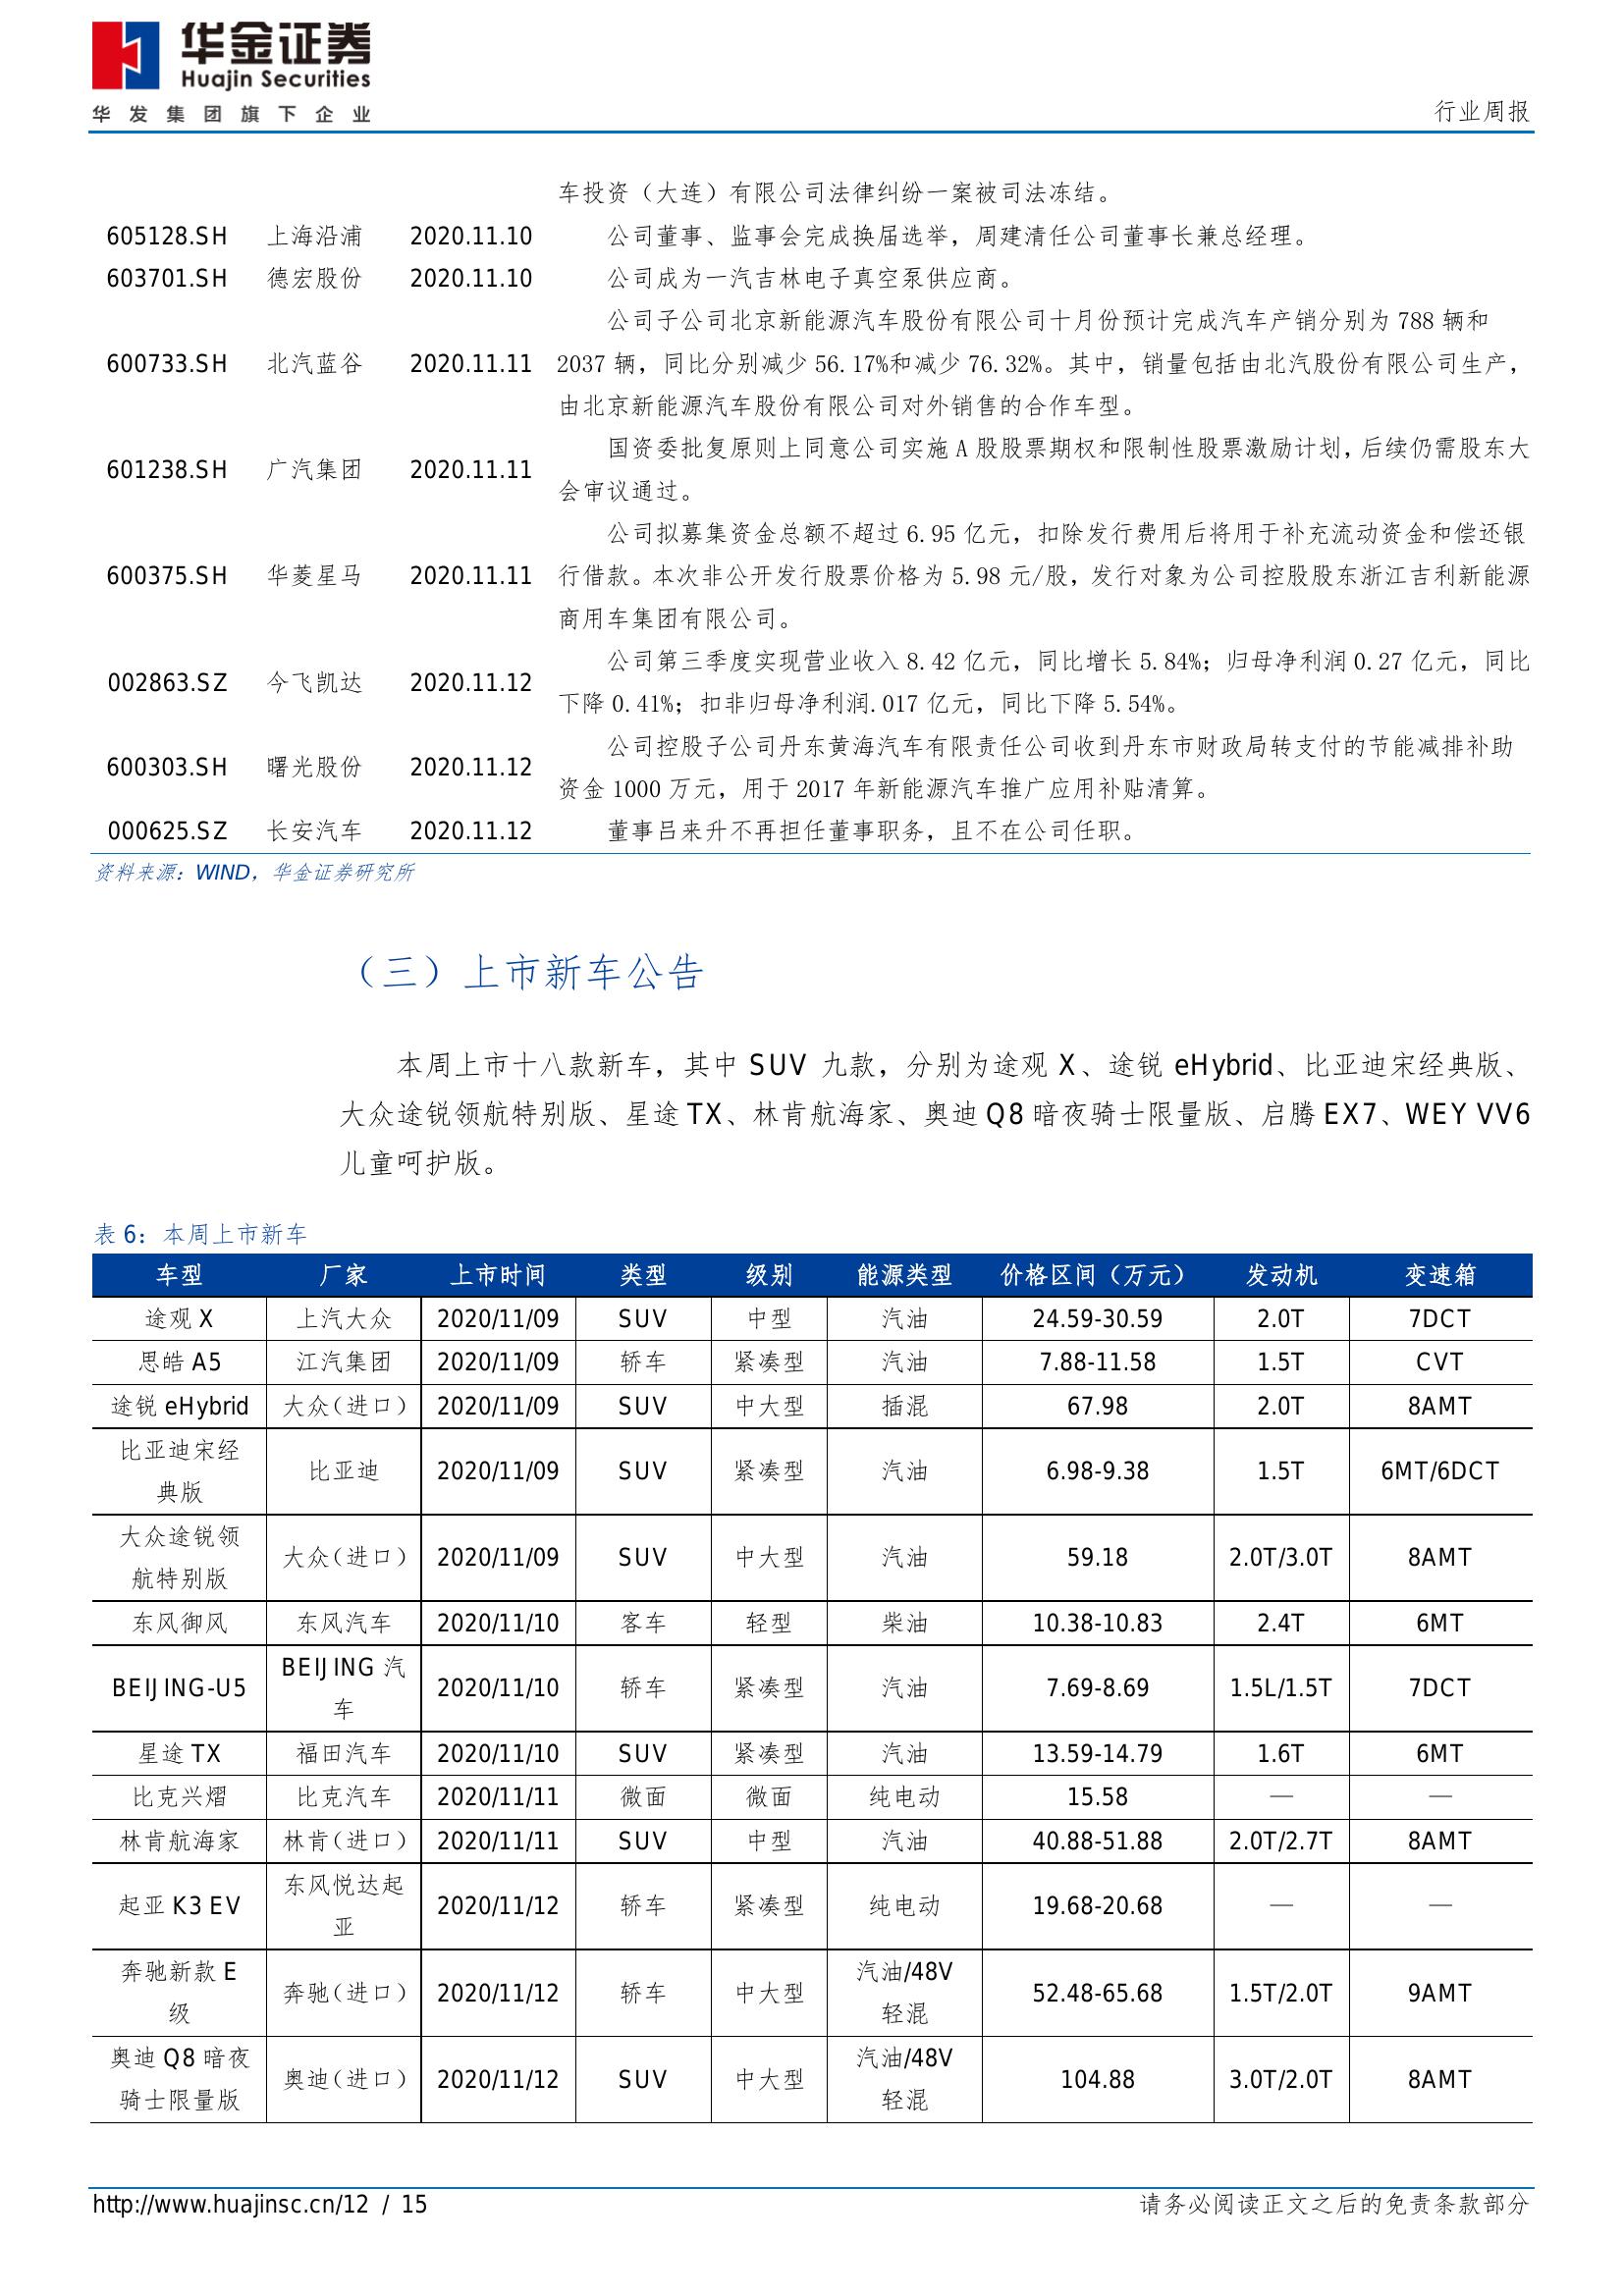 华金证券
Huajin Securities
华发集团旗下企业
行业周报
车投资（大连）有限公司法律纠纷一案被司法冻结。
605128.SH 上海沿浦 2020.11.10 公司董事、监事会完成换届选举，周建清任公司董事长兼总经理。
603701.SH 德宏股份 2020.11.10 公司成为一汽吉林电子真空泵供应商。
公司子公司北京新能源汽车股份有限公司十月份预计完成汽车产销分别为 788 辆和
600733.SH 北汽蓝谷 2020.11.11 2037 辆，同比分别减少 56.17%和减少 76.32%。其中，销量包括由北汽股份有限公司生产，
由北京新能源汽车股份有限公司对外销售的合作车型。
国资委批复原则上同意公司实施 A 股股票期权和限制性股票激励计划，后续仍需股东大
601238.SH 广汽集团 2020.11.11
会审议通过。
公司拟募集资金总额不超过 6.95 亿元，扣除发行费用后将用于补充流动资金和偿还银
600375.SH 华菱星马 2020.11.11 行借款。本次非公开发行股票价格为 5.98 元/股，发行对象为公司控股股东浙江吉利新能源
商用车集团有限公司。
公司第三季度实现营业收入 8.42 亿元，同比增长 5.84%；归母净利润 0.27 亿元，同比
002863.SZ 今飞凯达 2020.11.12
下降 0.41%；扣非归母净利润.017 亿元，同比下降 5.54%。
公司控股子公司丹东黄海汽车有限责任公司收到丹东市财政局转支付的节能减排补助
600303.SH 曙光股份 2020.11.12
资金 1000 万元，用于 2017 年新能源汽车推广应用补贴清算。
000625.SZ 长安汽车 2020.11.12 董事吕来升不再担任董事职务，且不在公司任职。
资料来源：WIND，华金证券研究所
（三）上市新车公告
本周上市十八款新车，其中 SUV 九款，分别为途观 X、途锐 eHybrid、比亚迪宋经典版、
大众途锐领航特别版、星途 TX、林肯航海家、奥迪 Q8 暗夜骑士限量版、启腾 EX7、WEY VV6
儿童呵护版。
表 6：本周上市新车
车型 厂家 上市时间 类型 级别 能源类型 价格区间（万元） 发动机 变速箱
途观 X 上汽大众 2020/11/09 SUV 中型 汽油 24.59-30.59 2.0T 7DCT
思皓 A5 江汽集团 2020/11/09 轿车 紧凑型 汽油 7.88-11.58 1.5T CVT
途锐 eHybrid 大众（进口） 2020/11/09 SUV 中大型 插混 67.98 2.0T 8AMT
比亚迪宋经
典版 比亚迪 2020/11/09 SUV 紧凑型 汽油 6.98-9.38 1.5T 6MT/6DCT
大众途锐领
航特别版 大众（进口） 2020/11/09 SUV 中大型 汽油 59.18 2.0T/3.0T 8AMT
东风御风 东风汽车 2020/11/10 客车 轻型 柴油 10.38-10.83 2.4T 6MT
BEIJING-U5 BEIJING 汽
车 2020/11/10 轿车 紧凑型 汽油 7.69-8.69 1.5L/1.5T 7DCT
星途 TX 福田汽车 2020/11/10 SUV 紧凑型 汽油 13.59-14.79 1.6T 6MT
比克兴熠 比克汽车 2020/11/11 微面 微面 纯电动 15.58 — —
林肯航海家 林肯（进口） 2020/11/11 SUV 中型 汽油 40.88-51.88 2.0T/2.7T 8AMT
起亚 K3 EV 东风悦达起
亚 2020/11/12 轿车 紧凑型 纯电动 19.68-20.68 — —
奔驰新款 E
级 奔驰（进口） 2020/11/12 轿车 中大型 汽油/48V
轻混 52.48-65.68 1.5T/2.0T 9AMT
奥迪 Q8 暗夜
骑士限量版 奥迪（进口） 2020/11/12 SUV 中大型 汽油/48V
轻混 104.88 3.0T/2.0T 8AMT
http://www.huajinsc.cn/12 / 15
请务必阅读正文之后的免责条款部分